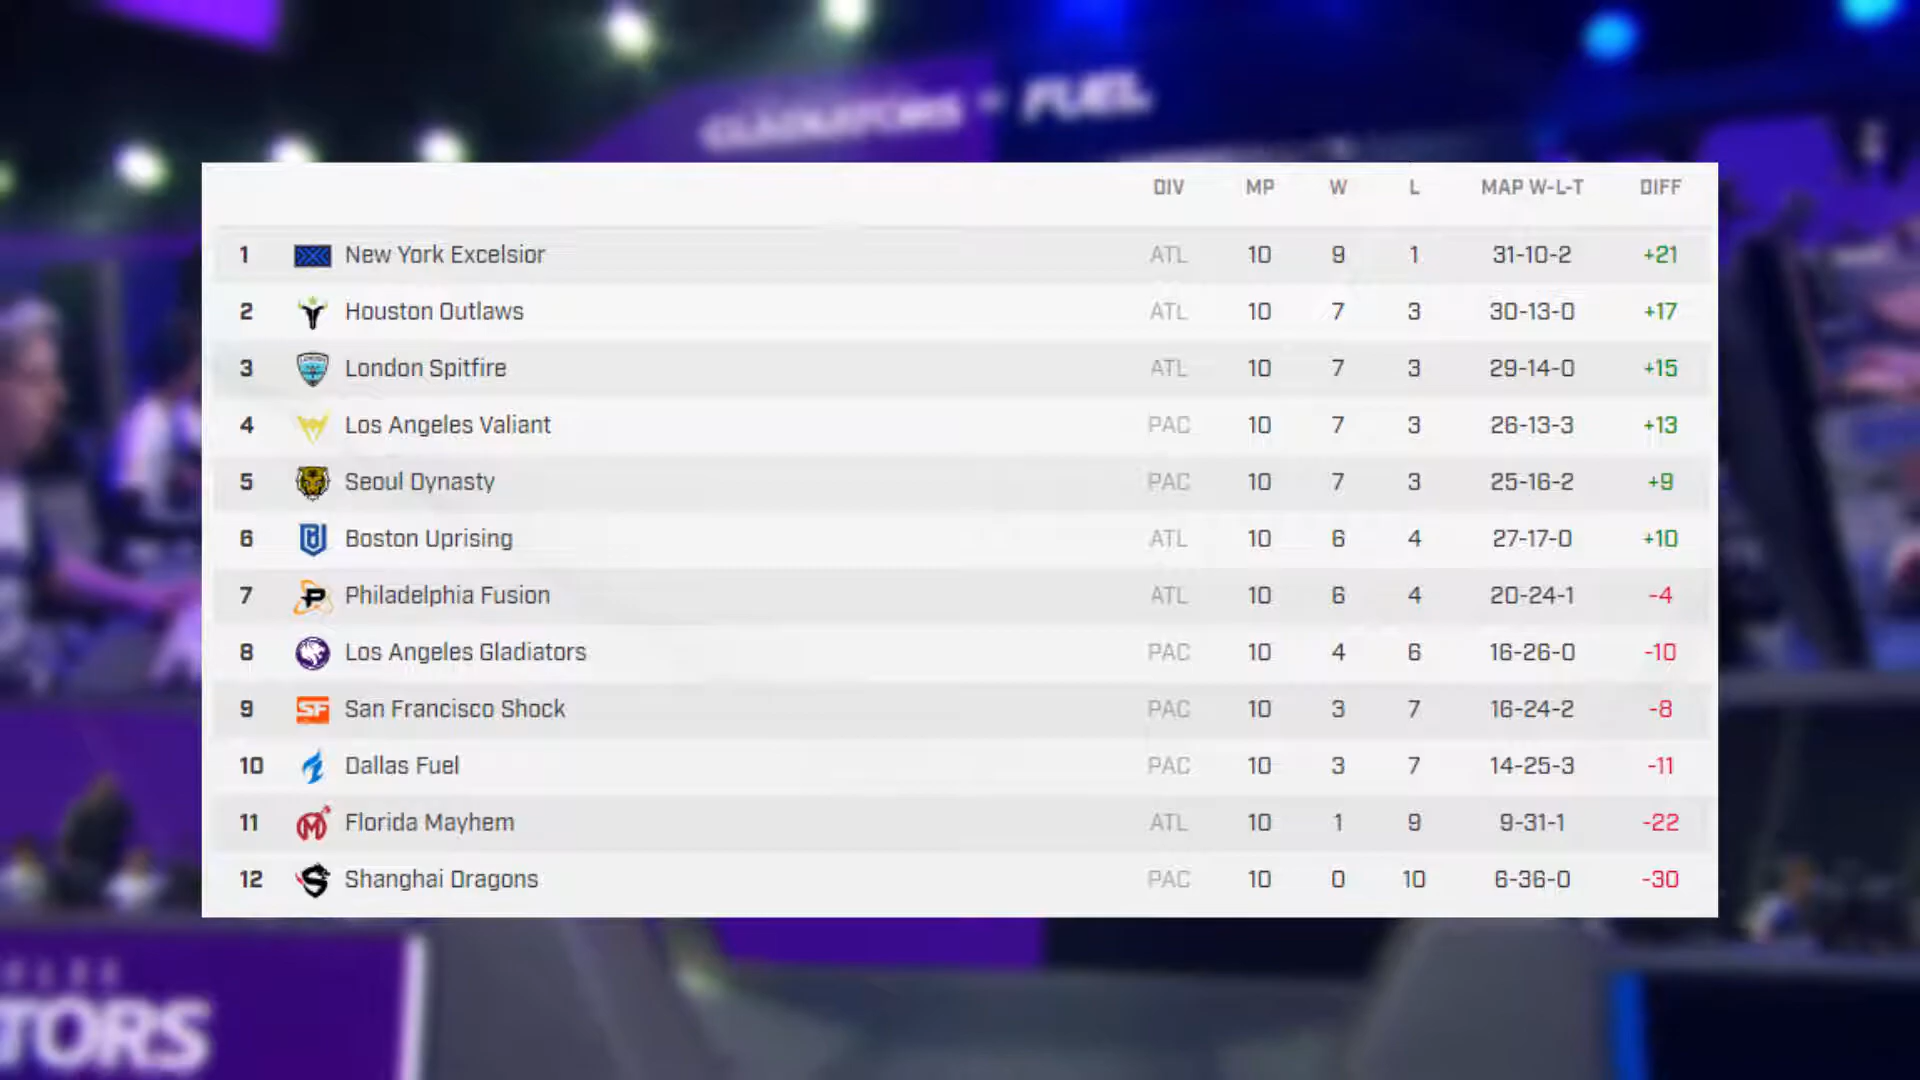 GLADIATORS - FUEL
DIV MP W L MAP W-L-T DIFF
1 New York Excelsior ATL 10 9 1 31-10-2 +21
2 Houston Outlaws ATL 10 7 3 30-13-0 +17
3 London Spitfire ATL 10 7 3 29-14-0 +15
4 Los Angeles Valiant PAC 10 7 3 26-13-3 +13
5 Seoul Dynasty PAC 10 7 3 25-16-2 +9
6 Boston Uprising ATL 10 6 4 27-17-0 +10
7 Philadelphia Fusion ATL 10 6 4 20-24-1 -4
8 Los Angeles Gladiators PAC 10 4 6 16-26-0 -10
9 SF San Francisco Shock PAC 10 3 7 16-24-2 -8
10 Dallas Fuel PAC 10 3 7 14-25-3 -11
11 Florida Mayhem ATL 10 1 9 9-31-1 -22
12 Shanghai Dragons PAC 10 0 10 6-36-0 -30
TORS